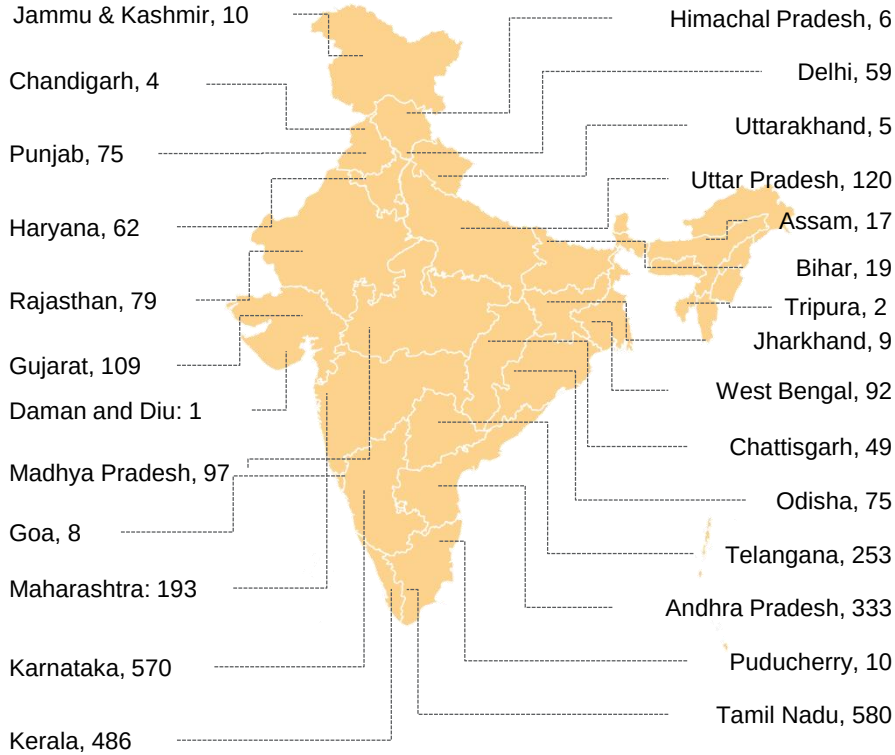 Jammu & Kashmir, 10
Chandigarh, 4
Punjab, 75
Haryana, 62
Rajasthan, 79
Gujarat, 109
Daman and Diu: 1
Madhya Pradesh, 97
Goa, 8
Maharashtra: 193
Karnataka, 570
Kerala, 486
Himachal Pradesh, 6
Delhi, 59
Uttarakhand, 5
Uttar Pradesh, 120
Assam, 17
Bihar, 19
Tripura, 2
Jharkhand, 9
West Bengal, 92
Chattisgarh, 49
Odisha, 75
Telangana, 253
Andhra Pradesh, 333
Puducherry, 10
Tamil Nadu, 580